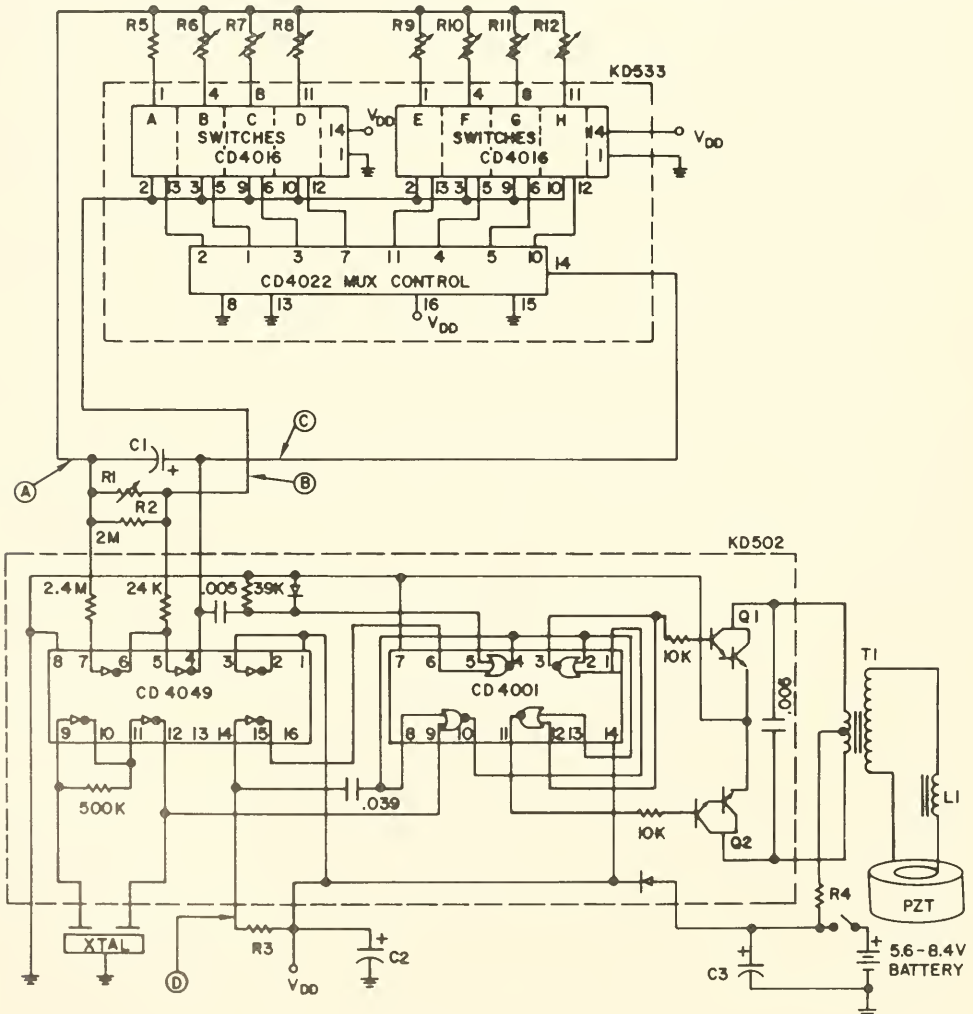 R5 R6 R7 R8 R9 R10 R11 R12
KD533
1 4 8 11 1 4 8 11
A B C D E F G H
SWITCHES
CD4016
14 V_DD
1
SWITCHES
CD4016
14 V_DD
1
2 13 3 5 9 6 10 12 2 13 3 5 9 6 10 12
2 1 3 7 11 4 5 10 14
CD4022 MUX CONTROL
8 13 16 15
V_DD
C1 +
C
A
B
R1
R2
2M
KD502
2.4M 24K .005 39K
8 7 6 5 4 3 2 1
CD4049
9 10 11 12 13 14 15 16
7 6 5 4 3 2 1
CD4001
8 9 10 11 12 13 14
10K
Q1
.006
T1
L1
500K
.039
10K
Q2
R4
PZT
XTAL
D
R3
V_DD
+
C2
+
C3
+
5.6-8.4V
BATTERY